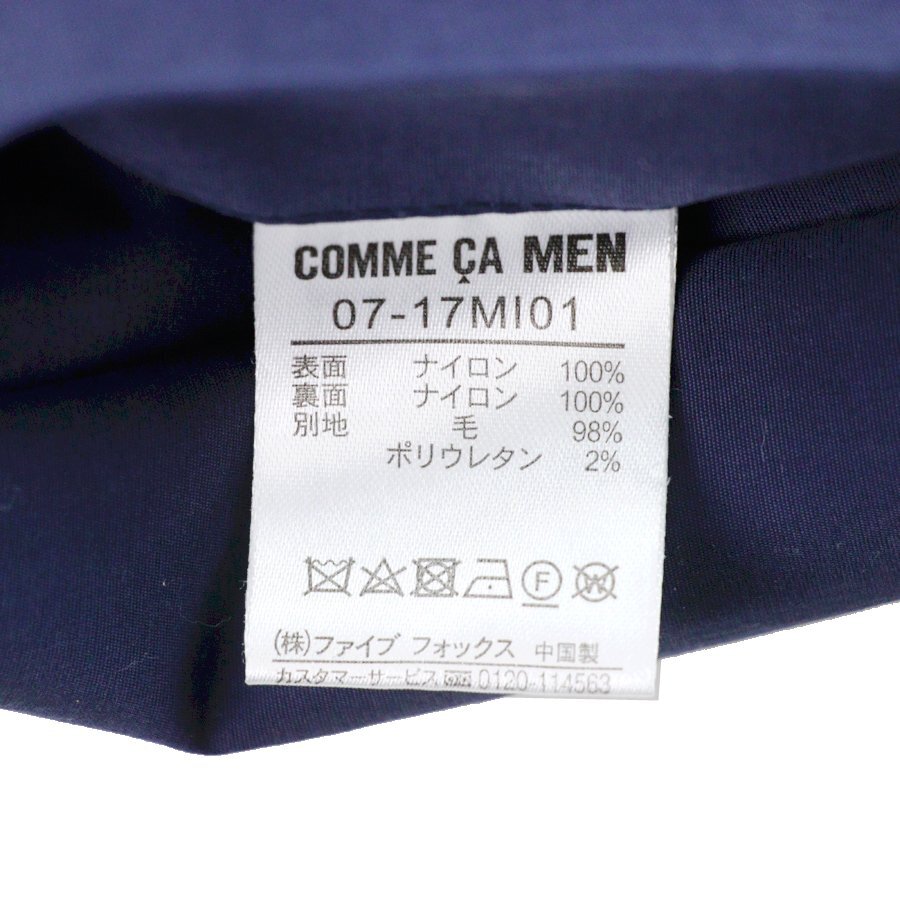 COMME ÇA MEN
07-17MI01
表面 ナイロン 100%
裏面 ナイロン 100%
別地 毛 98%
ポリウレタン 2%
F W
(株)ファイブ フォックス 中国製
カスタマーサービス 0120-114563